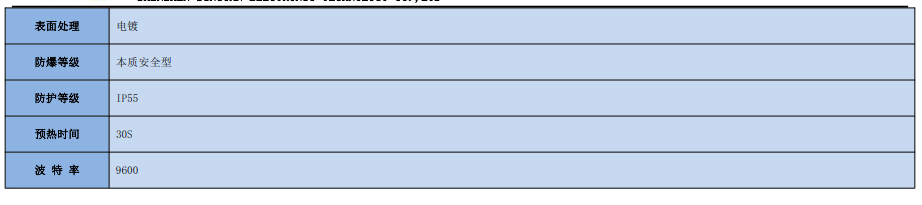 表面处理 电镀
防爆等级 本质安全型
防护等级 IP55
预热时间 30S
波 特 率 9600